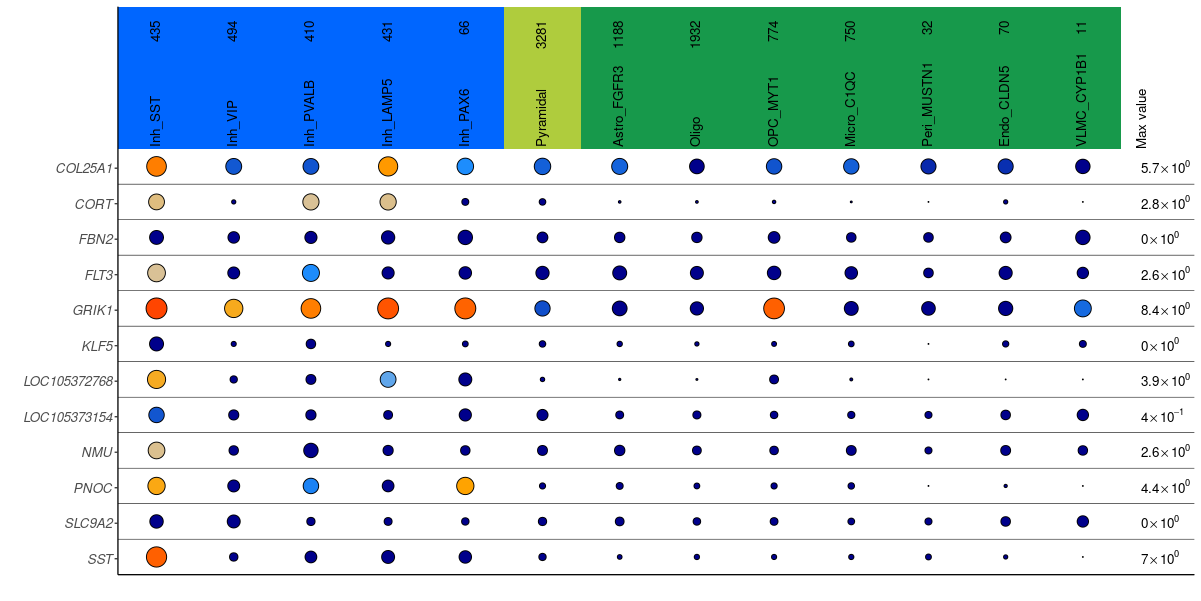 435 494 410 431 66 3281 1188 1932 774 750 32 70 11
Inh_SST Inh_VIP Inh_PVALB Inh_LAMP5 Inh_PAX6 Pyramidal Astro_FGFR3 Oligo OPC_MYT1 Micro_C1QC Peri_MUSTN1 Endo_CLDN5 VLMC_CYP1B1 Max value
COL25A1 5.7×10⁰
CORT 2.8×10⁰
FBN2 0×10⁰
FLT3 2.6×10⁰
GRIK1 8.4×10⁰
KLF5 0×10⁰
LOC105372768 3.9×10⁰
LOC105373154 4×10⁻¹
NMU 2.6×10⁰
PNOC 4.4×10⁰
SLC9A2 0×10⁰
SST 7×10⁰